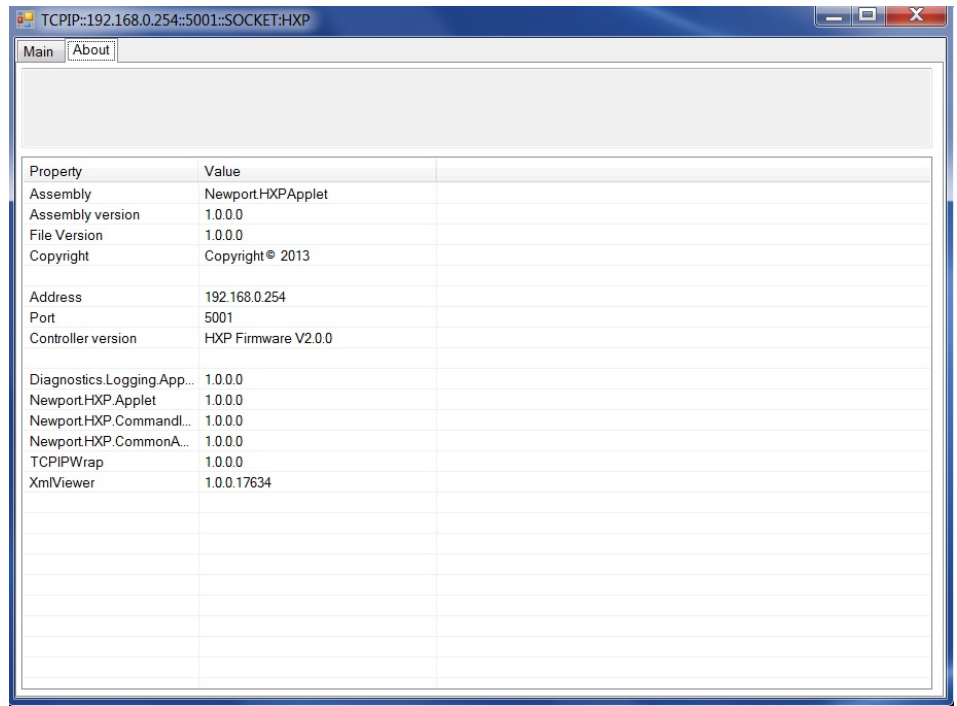 TCPIP::192.168.0.254::5001::SOCKET:HXP
Main About
Property Value
Assembly Newport.HXPApplet
Assembly version 1.0.0.0
File Version 1.0.0.0
Copyright Copyright © 2013
Address 192.168.0.254
Port 5001
Controller version HXP Firmware V2.0.0
Diagnostics.Logging.App... 1.0.0.0
Newport.HXP.Applet 1.0.0.0
Newport.HXP.CommandI... 1.0.0.0
Newport.HXP.CommonA... 1.0.0.0
TCPIPWrap 1.0.0.0
XmlViewer 1.0.0.17634